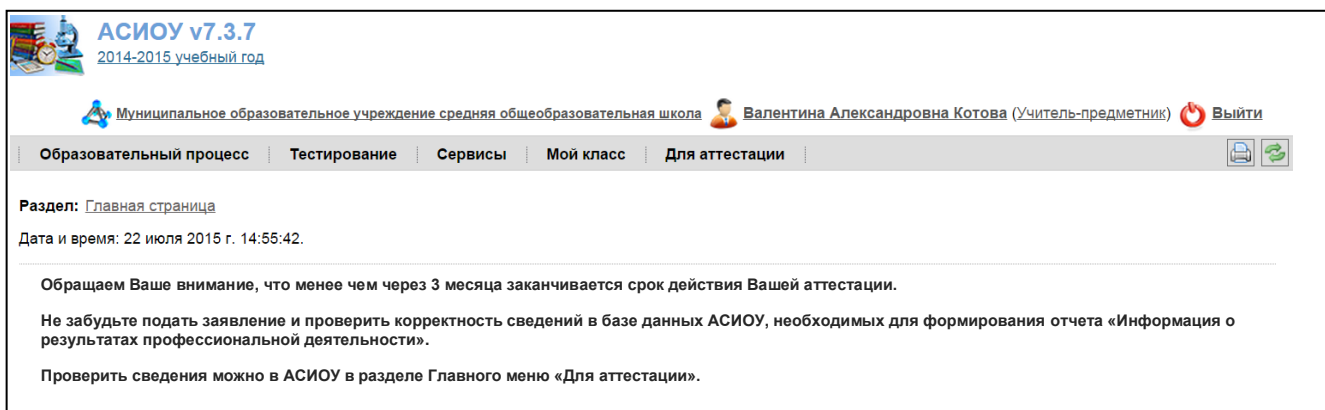 АСИОУ v7.3.7
2014-2015 учебный год
Муниципальное образовательное учреждение средняя общеобразовательная школа Валентина Александровна Котова (Учитель-предметник) Выйти
Образовательный процесс Тестирование Сервисы Мой класс Для аттестации
Раздел: Главная страница
Дата и время: 22 июля 2015 г. 14:55:42.
Обращаем Ваше внимание, что менее чем через 3 месяца заканчивается срок действия Вашей аттестации.
Не забудьте подать заявление и проверить корректность сведений в базе данных АСИОУ, необходимых для формирования отчета «Информация о
результатах профессиональной деятельности».
Проверить сведения можно в АСИОУ в разделе Главного меню «Для аттестации».